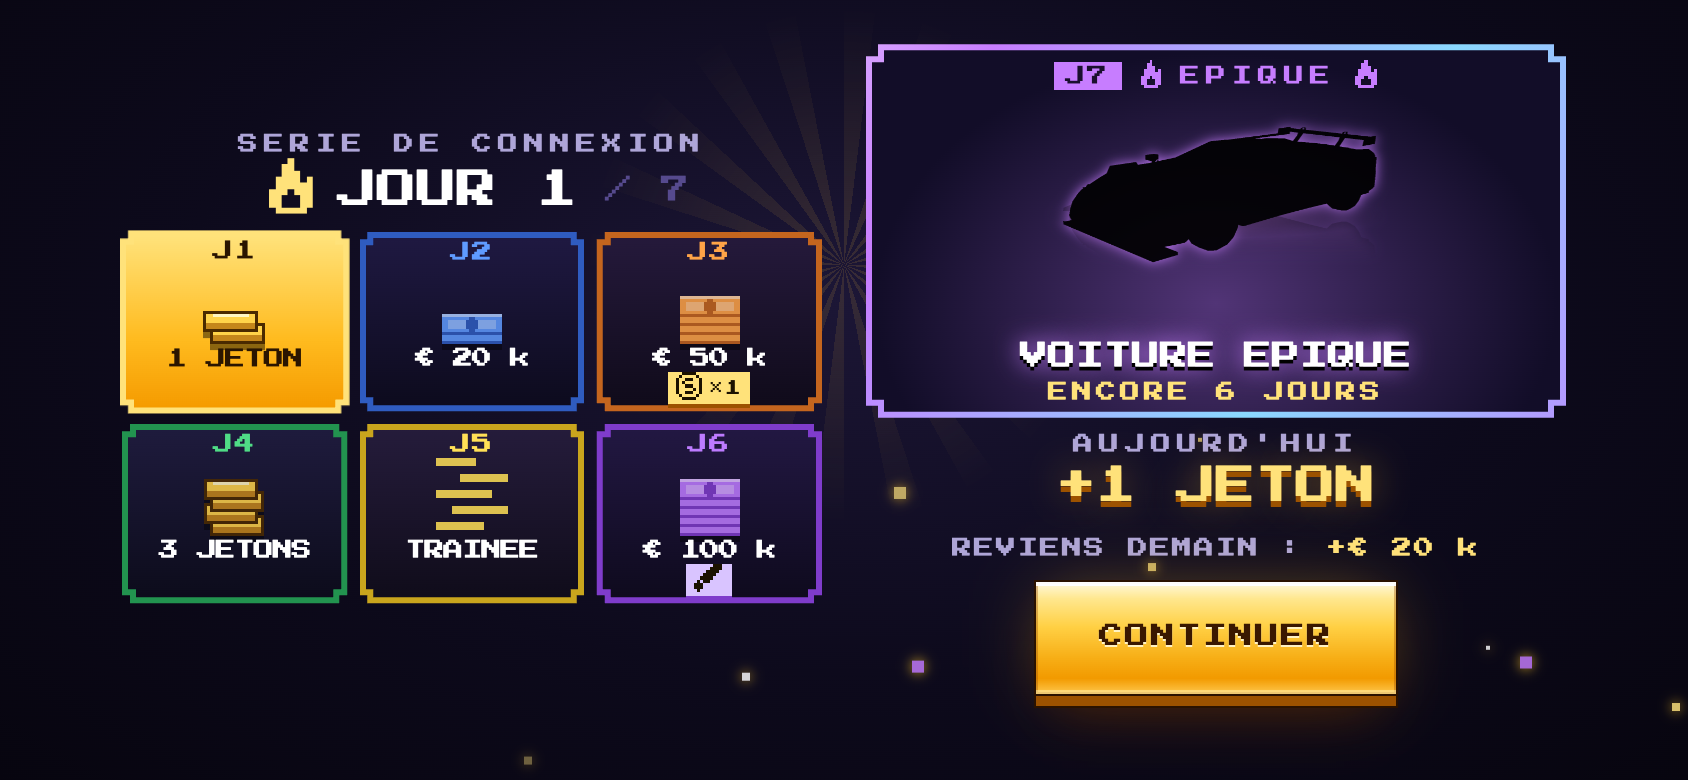 SERIE DE CONNEXION
JOUR 1 / 7
J1
1 JETON
J2
€ 20 k
J3
€ 50 k
S ×1
J4
3 JETONS
J5
TRAINEE
J6
€ 100 k
J7 EPIQUE
VOITURE EPIQUE
ENCORE 6 JOURS
AUJOURD'HUI
+1 JETON
REVIENS DEMAIN : +€ 20 k
CONTINUER